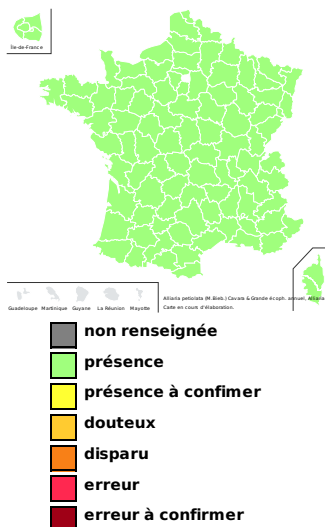 Île-de-France
Guadeloupe Martinique Guyane La Réunion Mayotte
Alliaria petiolata (M.Bieb.) Cavara & Grande écoph. annuel, Alliaria
Carte en cours d'élaboration.
non renseignée
présence
présence à confimer
douteux
disparu
erreur
erreur à confirmer